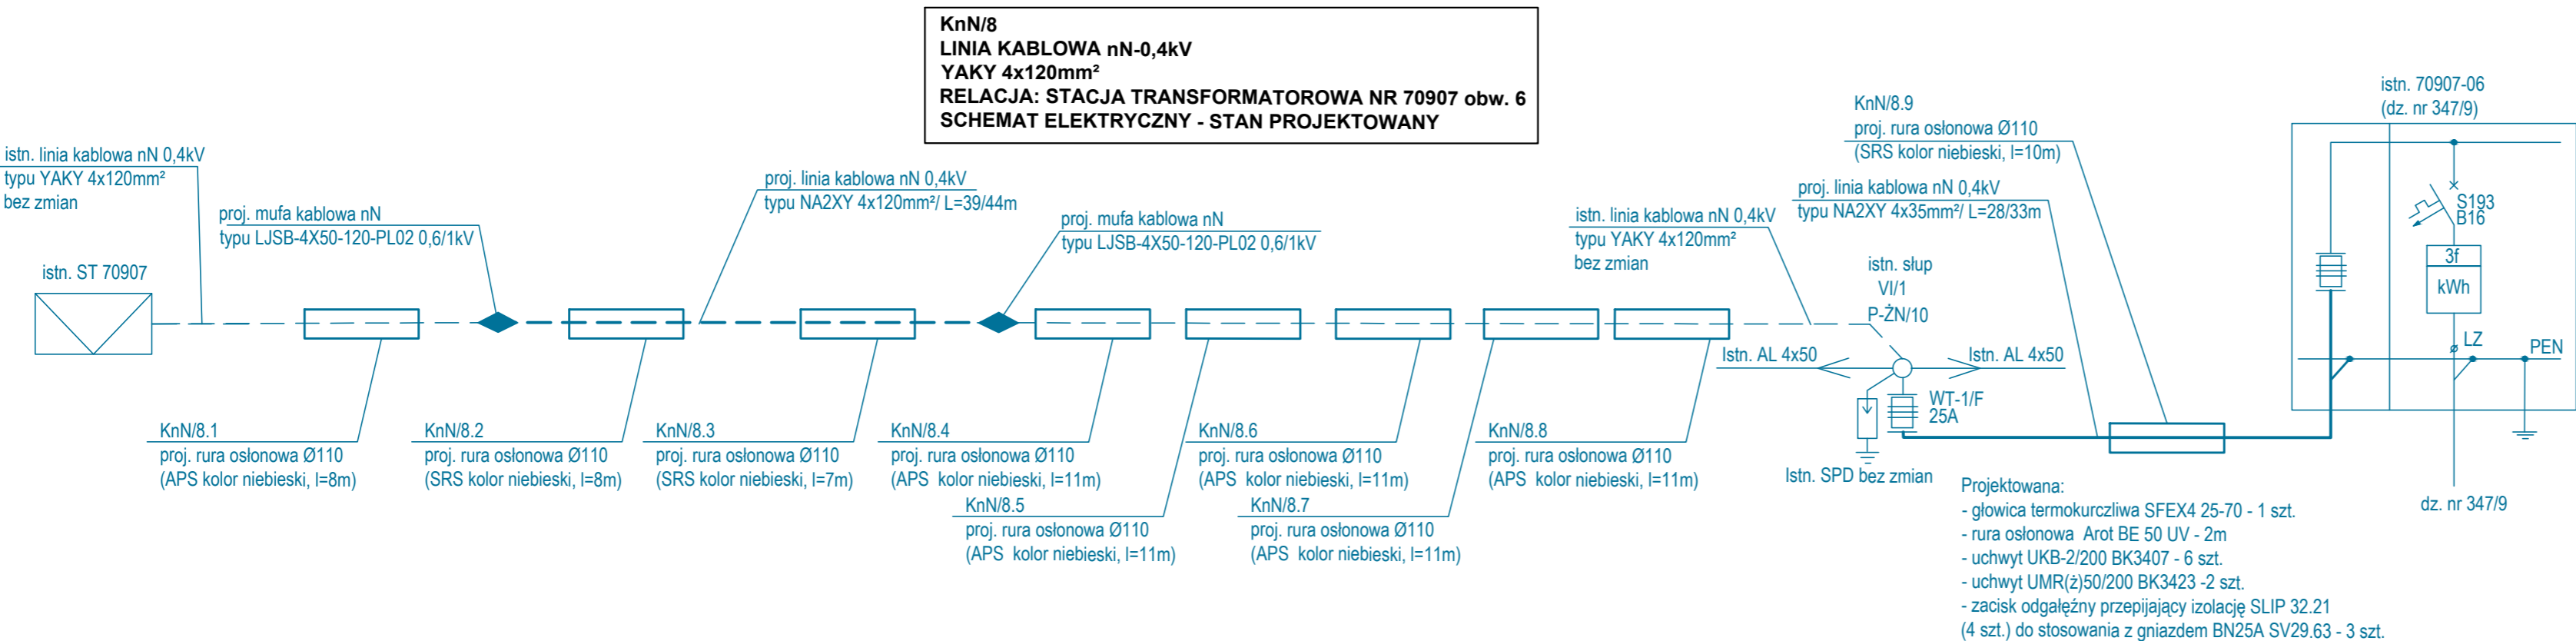 KnN/8
LINIA KABLOWA nN-0,4kV
YAKY 4x120mm²
RELACJA: STACJA TRANSFORMATOROWA NR 70907 obw. 6
SCHEMAT ELEKTRYCZNY - STAN PROJEKTOWANY
istn. linia kablowa nN 0,4kV
typu YAKY 4x120mm²
bez zmian
istn. ST 70907
proj. mufa kablowa nN
typu LJSB-4X50-120-PL02 0,6/1kV
proj. linia kablowa nN 0,4kV
typu NA2XY 4x120mm²/ L=39/44m
proj. mufa kablowa nN
typu LJSB-4X50-120-PL02 0,6/1kV
istn. linia kablowa nN 0,4kV
typu YAKY 4x120mm²
bez zmian
KnN/8.9
proj. rura osłonowa Ø110
(SRS kolor niebieski, l=10m)
proj. linia kablowa nN 0,4kV
typu NA2XY 4x35mm²/ L=28/33m
istn. słup
VI/1
P-ŻN/10
Istn. AL 4x50
Istn. AL 4x50
WT-1/F
25A
Istn. SPD bez zmian
istn. 70907-06
(dz. nr 347/9)
S193
B16
3f
kWh
LZ
PEN
dz. nr 347/9
KnN/8.1
proj. rura osłonowa Ø110
(APS kolor niebieski, l=8m)
KnN/8.2
proj. rura osłonowa Ø110
(SRS kolor niebieski, l=8m)
KnN/8.3
proj. rura osłonowa Ø110
(SRS kolor niebieski, l=7m)
KnN/8.4
proj. rura osłonowa Ø110
(APS kolor niebieski, l=11m)
KnN/8.5
proj. rura osłonowa Ø110
(APS kolor niebieski, l=11m)
KnN/8.6
proj. rura osłonowa Ø110
(APS kolor niebieski, l=11m)
KnN/8.7
proj. rura osłonowa Ø110
(APS kolor niebieski, l=11m)
KnN/8.8
proj. rura osłonowa Ø110
(APS kolor niebieski, l=11m)
Projektowana:
- głowica termokurczliwa SFEX4 25-70 - 1 szt.
- rura osłonowa Arot BE 50 UV - 2m
- uchwyt UKB-2/200 BK3407 - 6 szt.
- uchwyt UMR(ż)50/200 BK3423 -2 szt.
- zacisk odgałęźny przepijający izolację SLIP 32.21
(4 szt.) do stosowania z gniazdem BN25A SV29.63 - 3 szt.